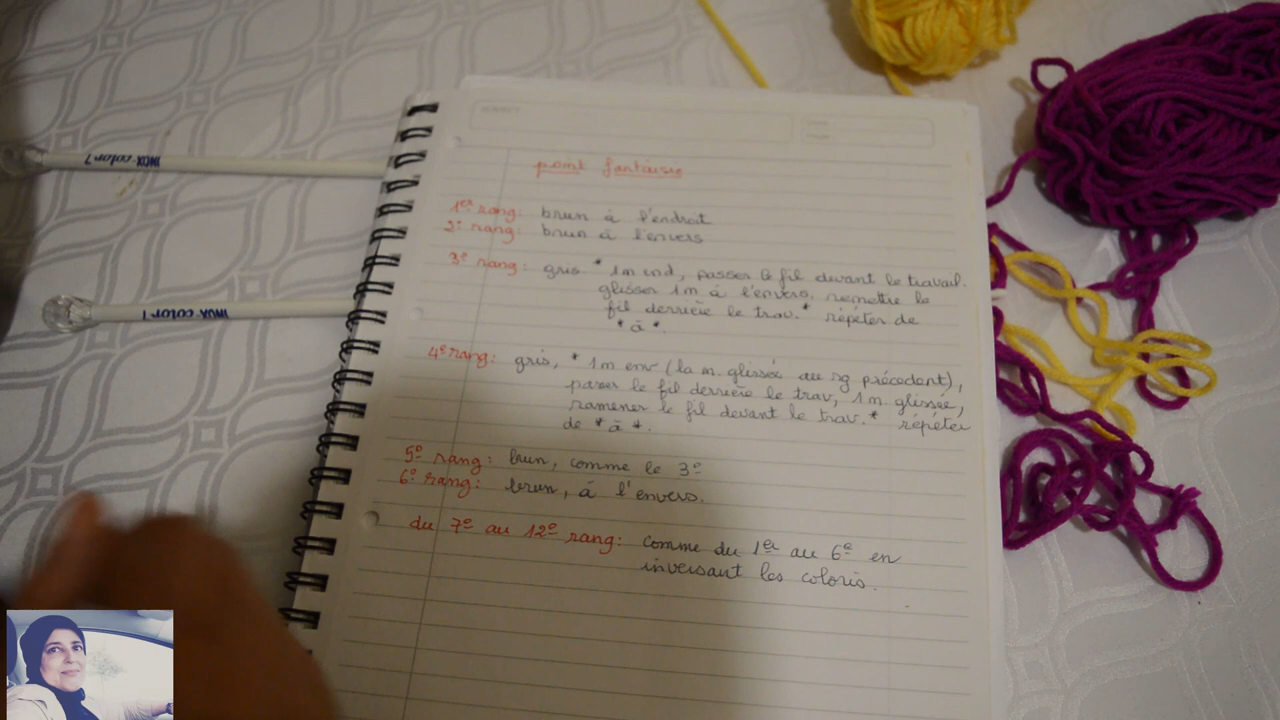 SUBJECT
point fantaisie
1er rang: brun à l'endroit
2e rang: brun à l'envers
3e rang: gris. * 1m end, passer le fil devant le travail.
glisser 1m à l'envers, remettre le
fil derrière le trav.* répéter de
* à *
4e rang: gris, * 1m env (la m. glissée au rg précédent),
passer le fil derrière le trav, 1m. glissée,
ramener le fil devant le trav.* répéter
de * à *.
5e rang: brun, comme le 3e
6e rang: brun, à l'envers.
du 7e au 12e rang: comme du 1er au 6e en
inversant les coloris.
INOX color 7
INOX color